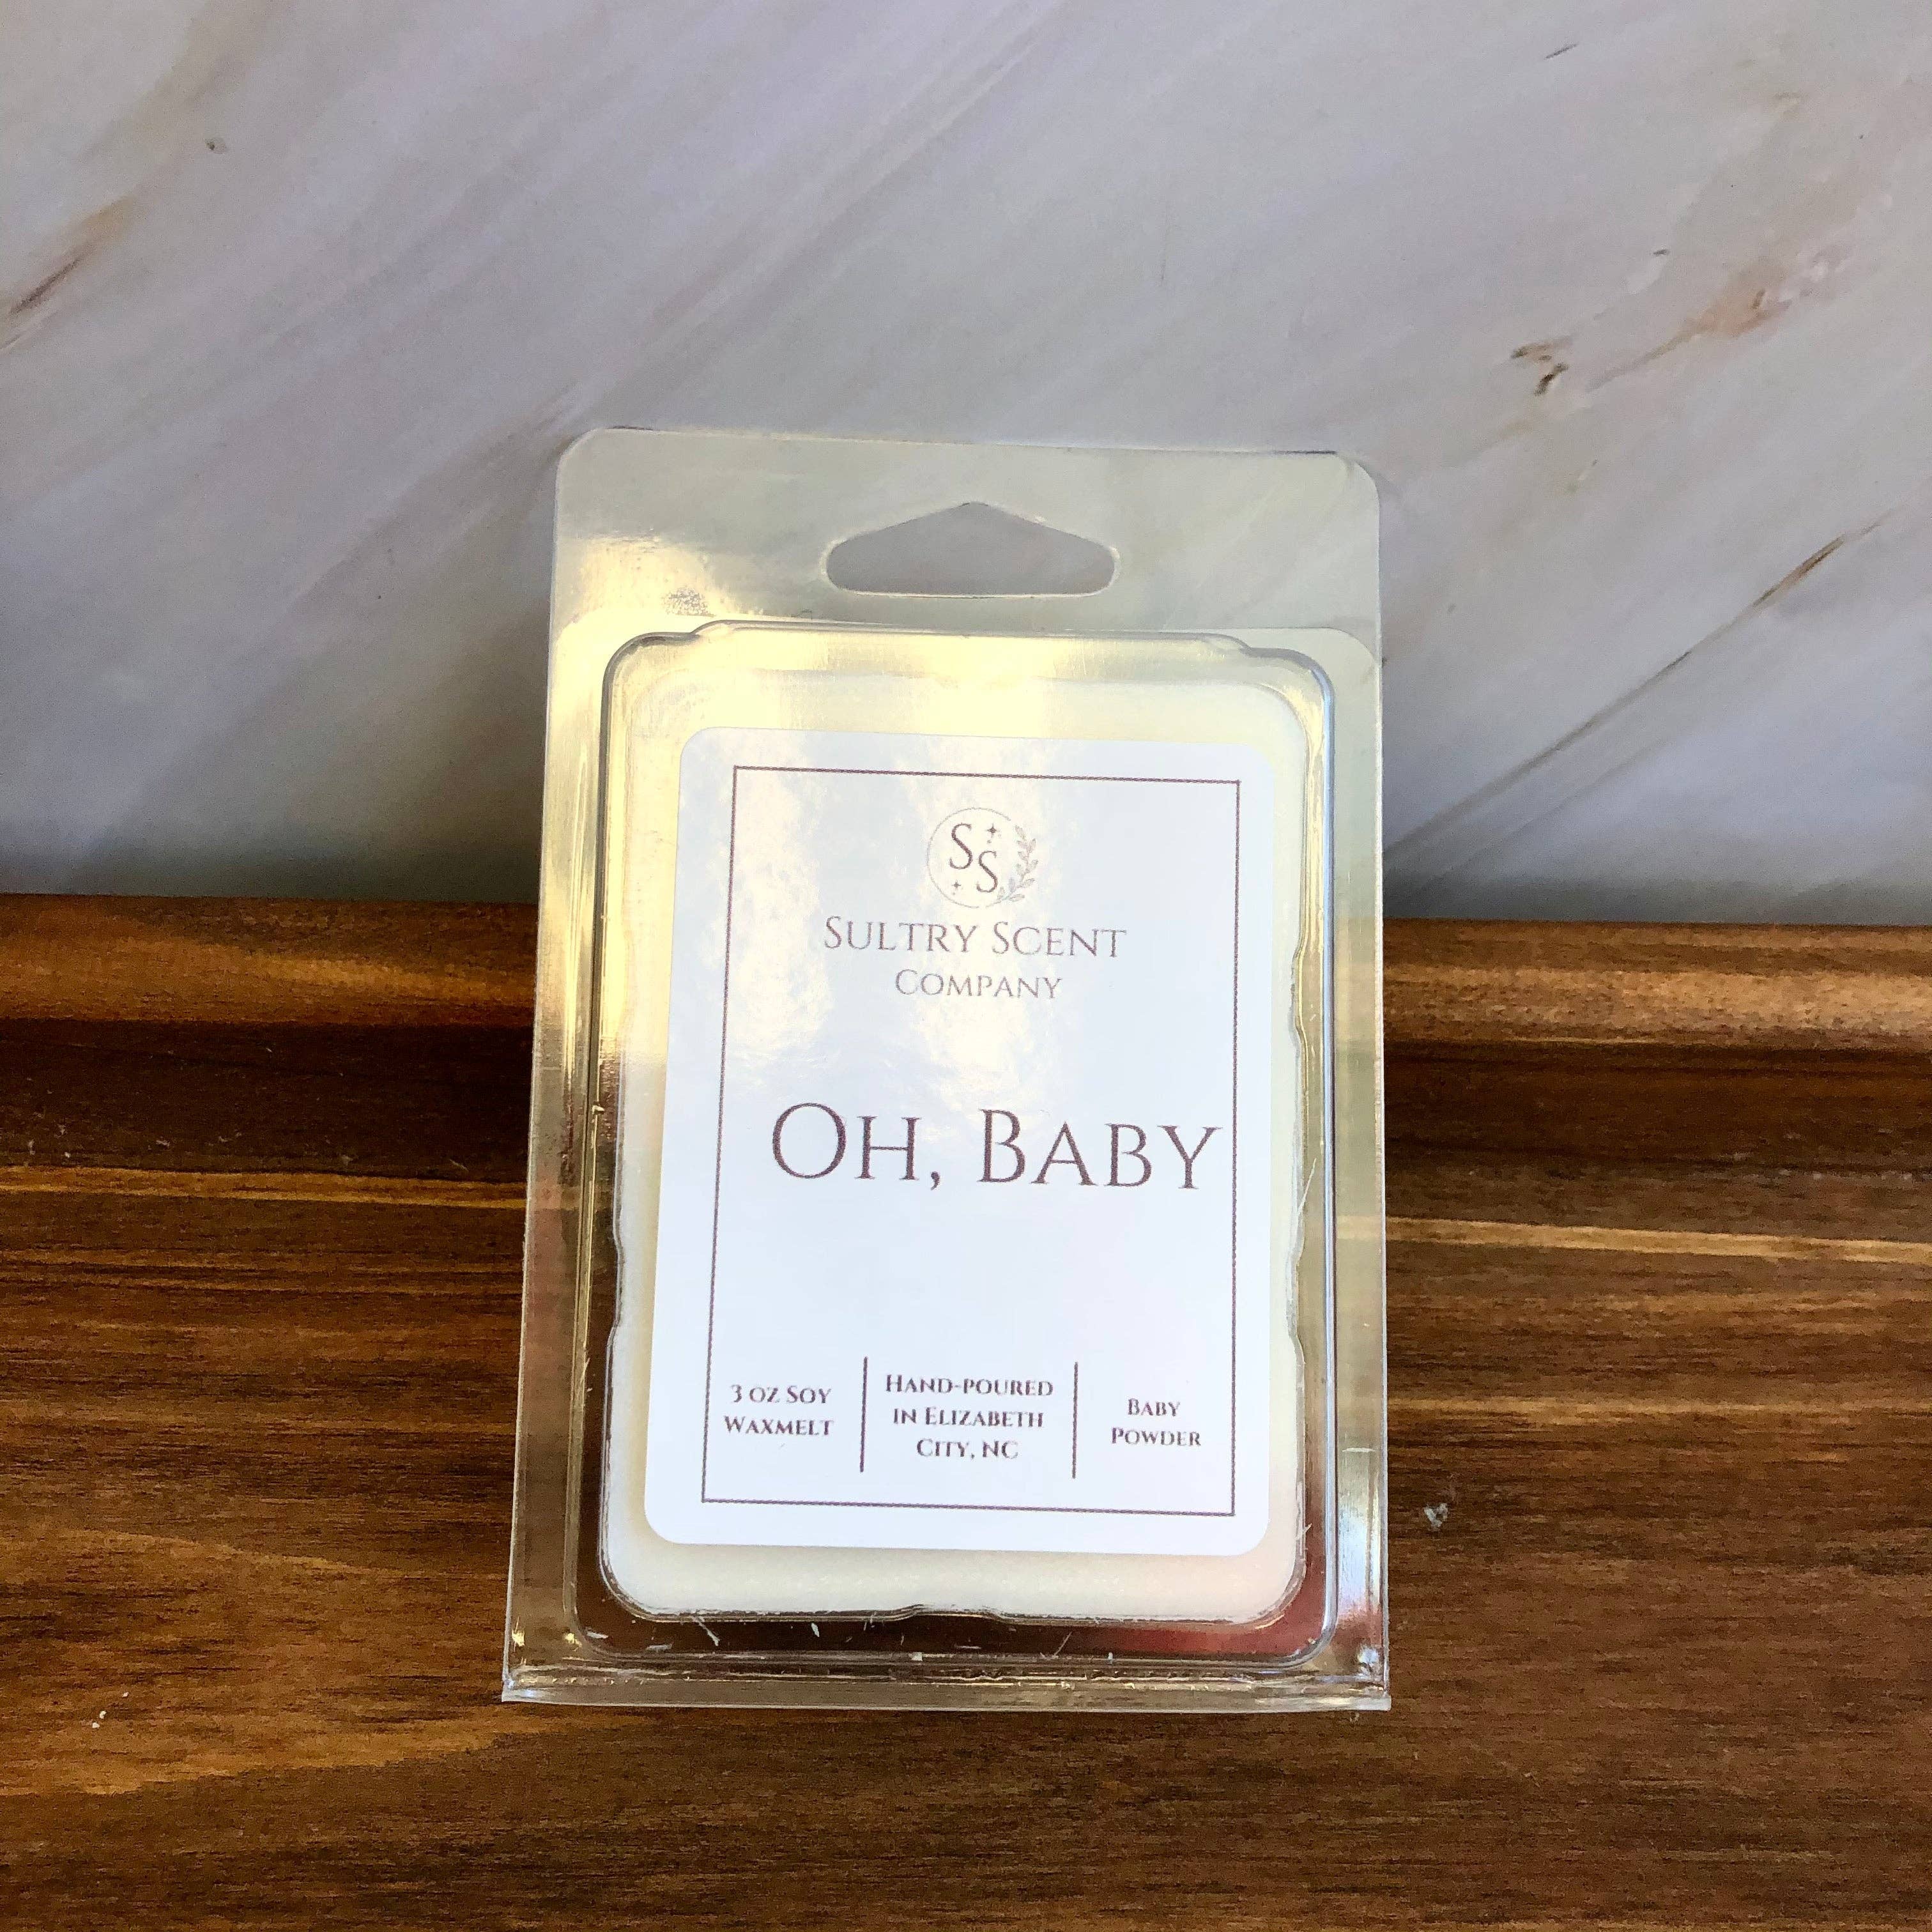 SS
SULTRY SCENT
COMPANY
OH, BABY
3 OZ SOY
WAXMELT
HAND-POURED
IN ELIZABETH
CITY, NC
BABY
POWDER